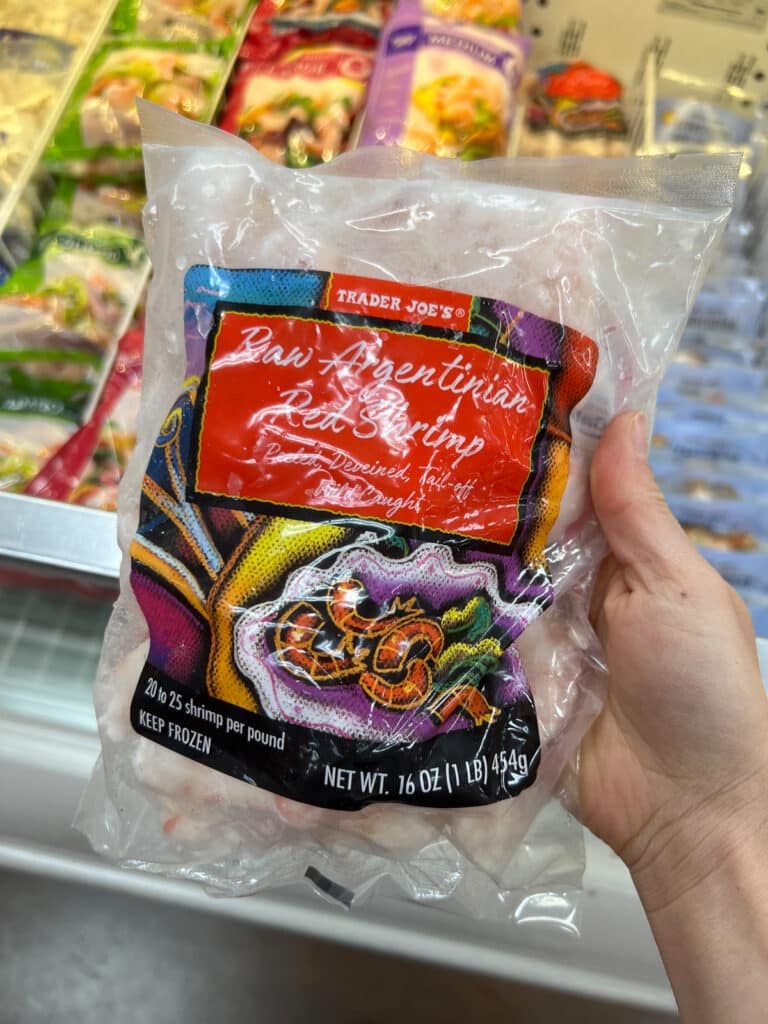 MEDIUM
TRADER JOE'S®
Raw Argentinian
Red Shrimp
Peeled, Deveined, Tail-off
Wild Caught
20 to 25 shrimp per pound
KEEP FROZEN
NET WT. 16 OZ (1 LB) 454g